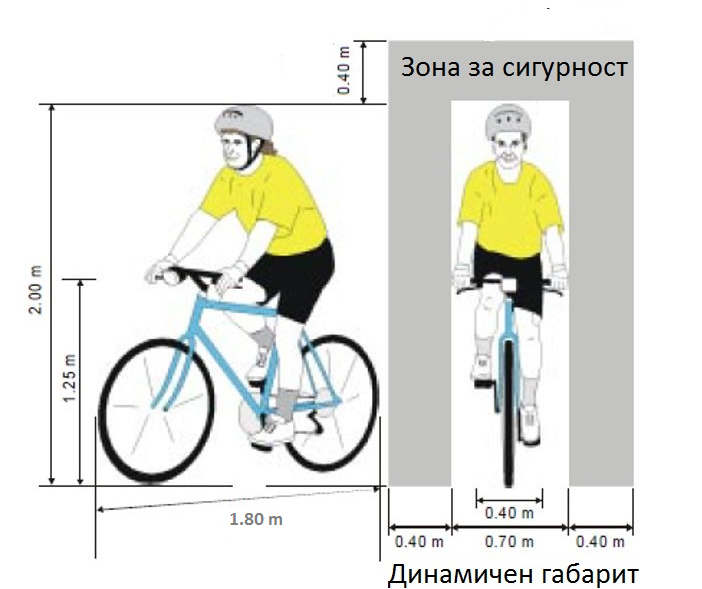 0.40 m
Зона за сигурност
2.00 m
1.25 m
1.80 m
0.40 m
0.40 m
0.70 m
0.40 m
Динамичен габарит